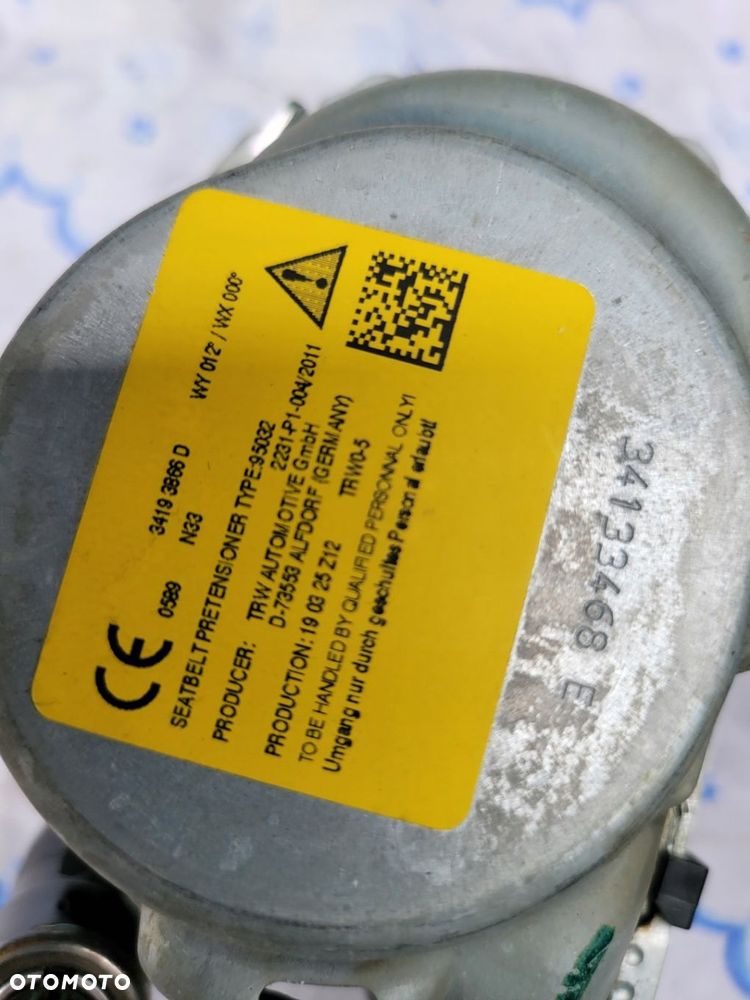 3419 3866 D WY 012° / WX 000°
CE 0589 N33
SEATBELT PRETENSIONER TYPE:95032
2231-P1-004/2011
PRODUCER: TRW AUTOMOTIVE GmbH
D-73553 ALFDORF (GERMANY)
PRODUCTION: 19 03 25 Z12 TRW0-5
TO BE HANDLED BY QUALIFIED PERSONNAL ONLY!
Umgang nur durch geschultes Personal erlaubt!
34133468 E
OTOMOTO